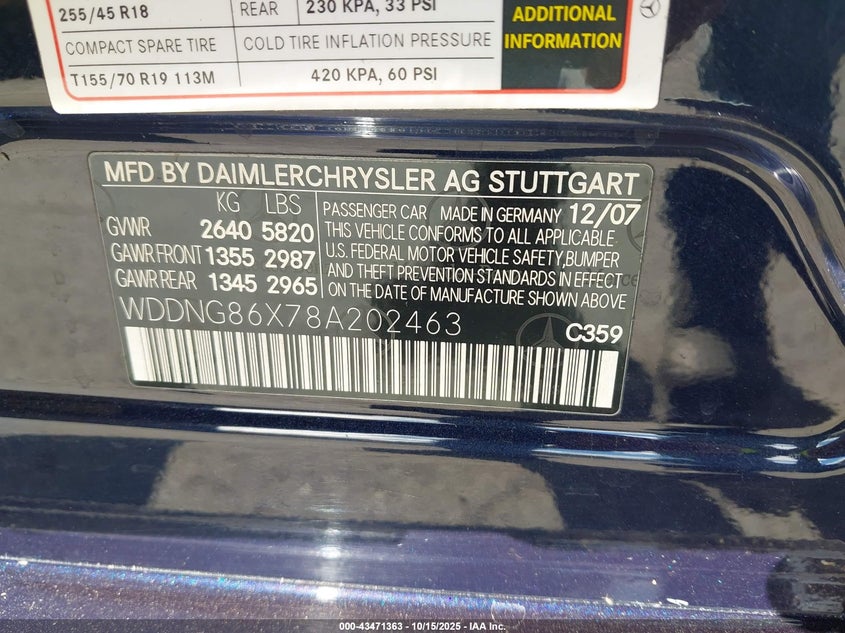 255/45 R18 REAR 230 KPA, 33 PSI
COMPACT SPARE TIRE COLD TIRE INFLATION PRESSURE
T155/70 R19 113M 420 KPA, 60 PSI
ADDITIONAL
INFORMATION
MFD BY DAIMLERCHRYSLER AG STUTTGART
KG LBS
GVWR 2640 5820
GAWR FRONT 1355 2987
GAWR REAR 1345 2965
PASSENGER CAR MADE IN GERMANY 12/07
THIS VEHICLE CONFORMS TO ALL APPLICABLE
U.S. FEDERAL MOTOR VEHICLE SAFETY,BUMPER
AND THEFT PREVENTION STANDARDS IN EFFECT
ON THE DATE OF MANUFACTURE SHOWN ABOVE
WDDNG86X78A202463
C359
000-43471363 - 10/15/2025 - IAA Inc.